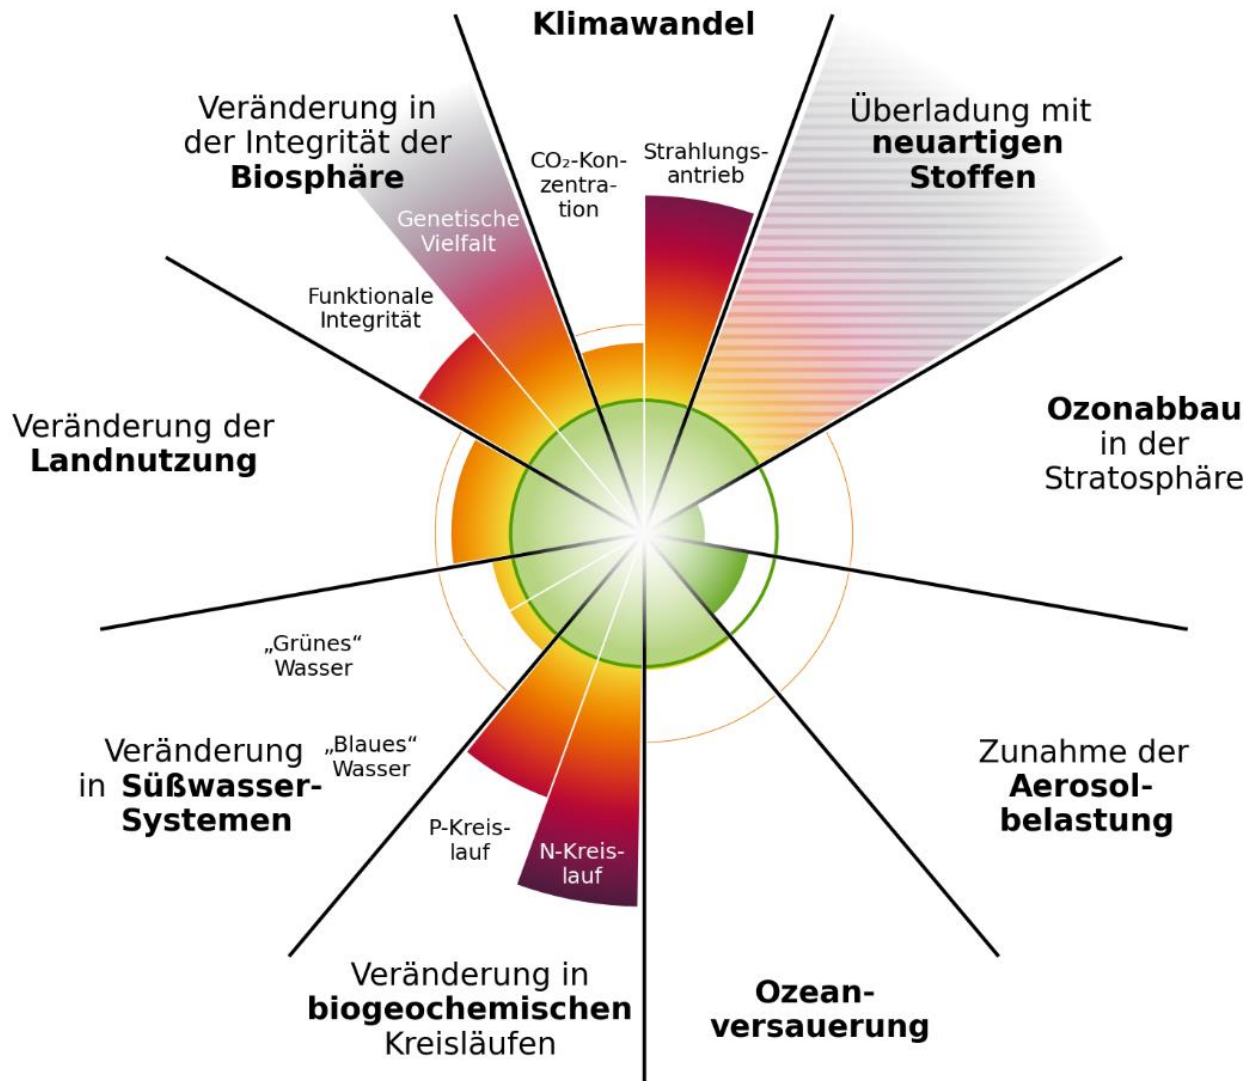 Klimawandel
CO₂-Kon-
zentra-
tion
Strahlungs-
antrieb
Überladung mit
neuartigen
Stoffen
Ozonabbau
in der
Stratosphäre
Zunahme der
Aerosol-
belastung
Ozean-
versauerung
Veränderung in
biogeochemischen
Kreisläufen
P-Kreis-
lauf
N-Kreis-
lauf
Veränderung
in Süßwasser-
Systemen
„Blaues“
Wasser
„Grünes“
Wasser
Veränderung der
Landnutzung
Veränderung in
der Integrität der
Biosphäre
Funktionale
Integrität
Genetische
Vielfalt